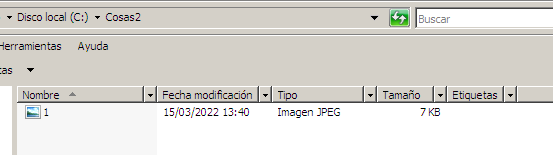 Disco local (C:) Cosas2 Buscar
Herramientas Ayuda
tas
Nombre Fecha modificación Tipo Tamaño Etiquetas
1 15/03/2022 13:40 Imagen JPEG 7 KB